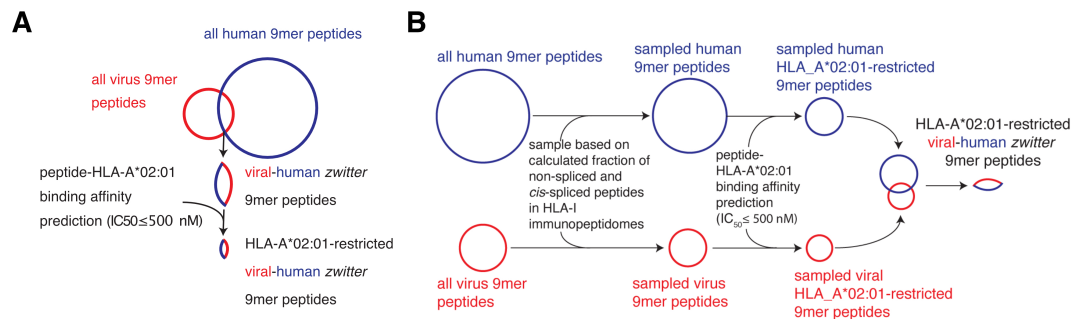 A
all human 9mer peptides
all virus 9mer
peptides
peptide-HLA-A*02:01
binding affinity
prediction (IC50≤500 nM)
viral-human zwitter
9mer peptides
HLA-A*02:01-restricted
viral-human zwitter
9mer peptides
B
all human 9mer peptides
sampled human
9mer peptides
sampled human
HLA_A*02:01-restricted
9mer peptides
sample based on
calculated fraction of
non-spliced and
cis-spliced peptides
in HLA-I
immunopeptidomes
peptide-
HLA-A*02:01
binding affinity
prediction
(IC50≤ 500 nM)
HLA-A*02:01-restricted
viral-human zwitter
9mer peptides
all virus 9mer
peptides
sampled virus
9mer peptides
sampled viral
HLA_A*02:01-restricted
9mer peptides